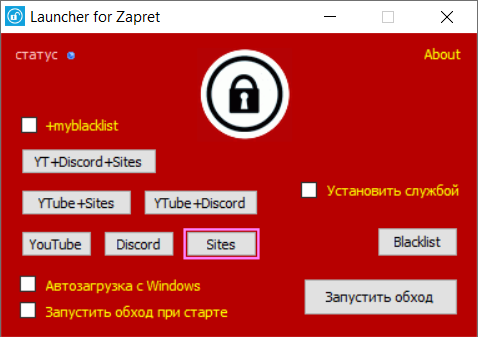 Launcher for Zapret
статус
About
+myblacklist
YT+Discord+Sites
YTube+Sites
YTube+Discord
Установить службой
YouTube
Discord
Sites
Blacklist
Автозагрузка с Windows
Запустить обход при старте
Запустить обход